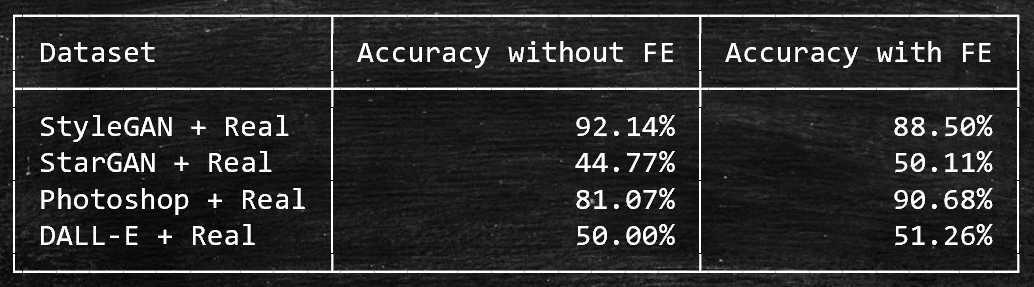 Dataset Accuracy without FE Accuracy with FE
StyleGAN + Real 92.14% 88.50%
StarGAN + Real 44.77% 50.11%
Photoshop + Real 81.07% 90.68%
DALL-E + Real 50.00% 51.26%